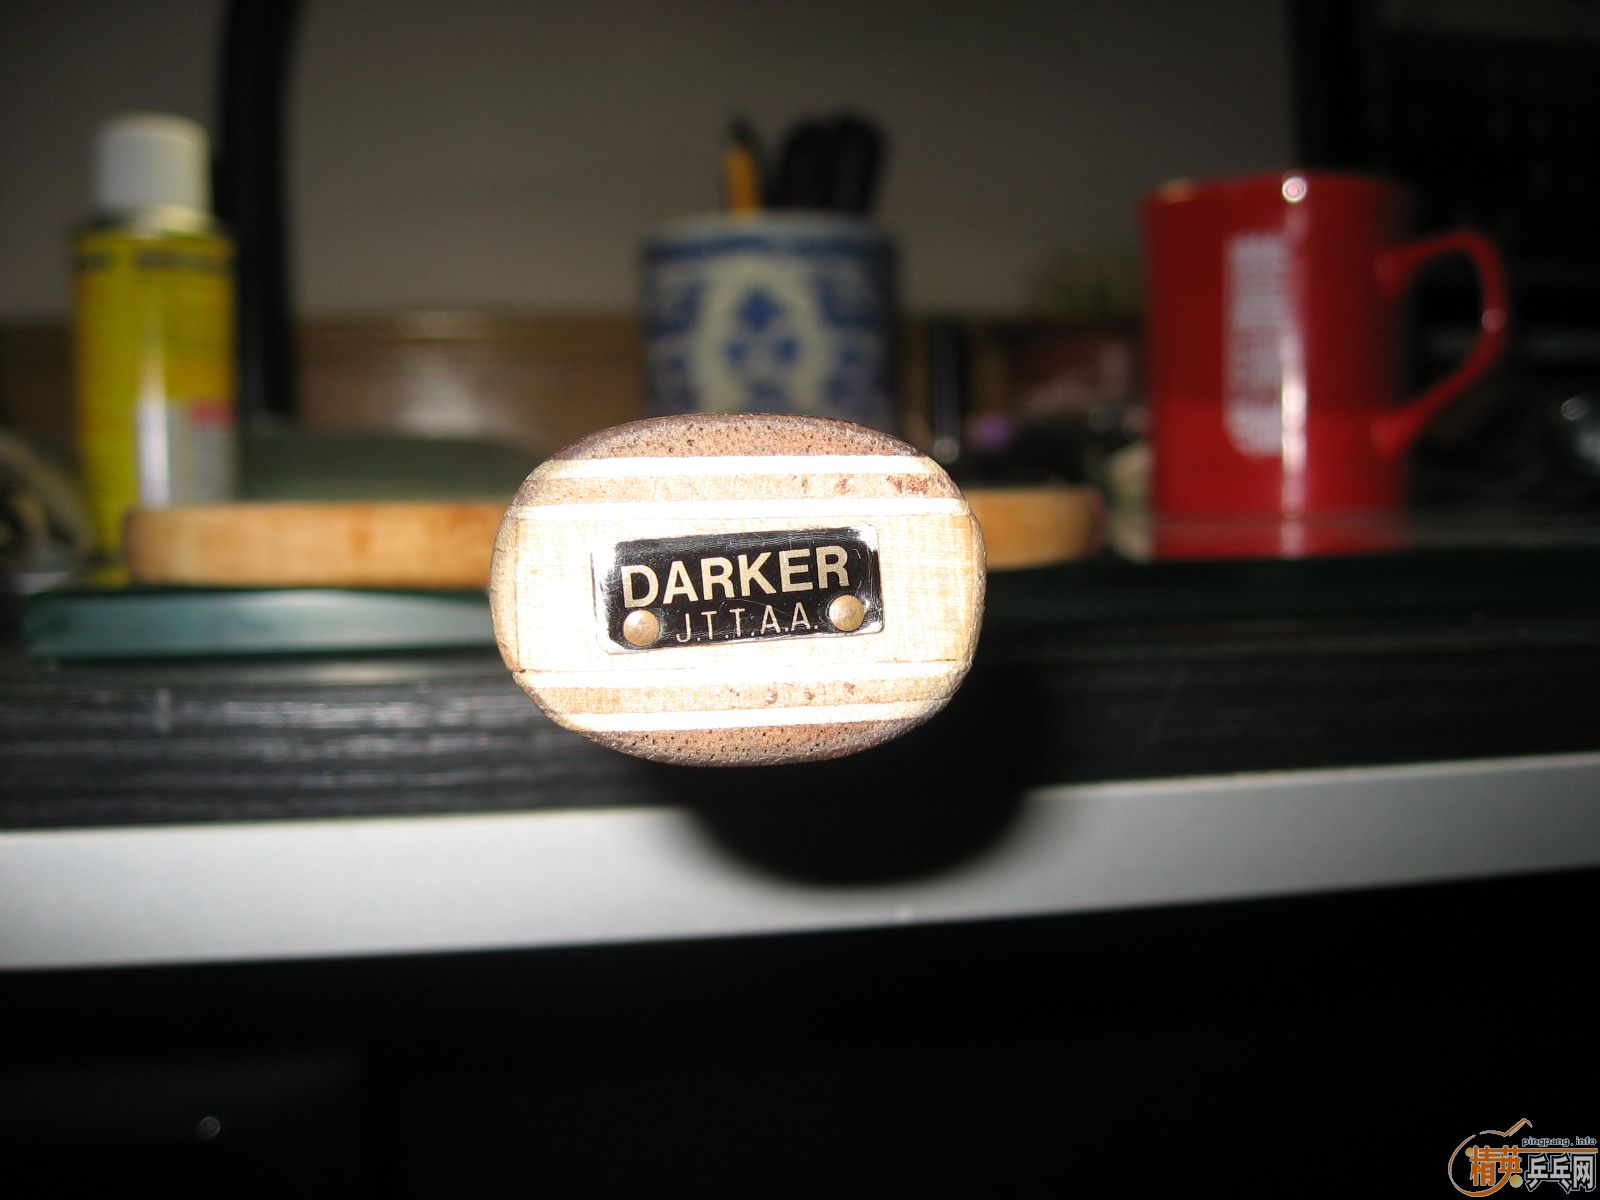 DARKER
J.T.T.A.A.
pingpang.info
精英乒乓网